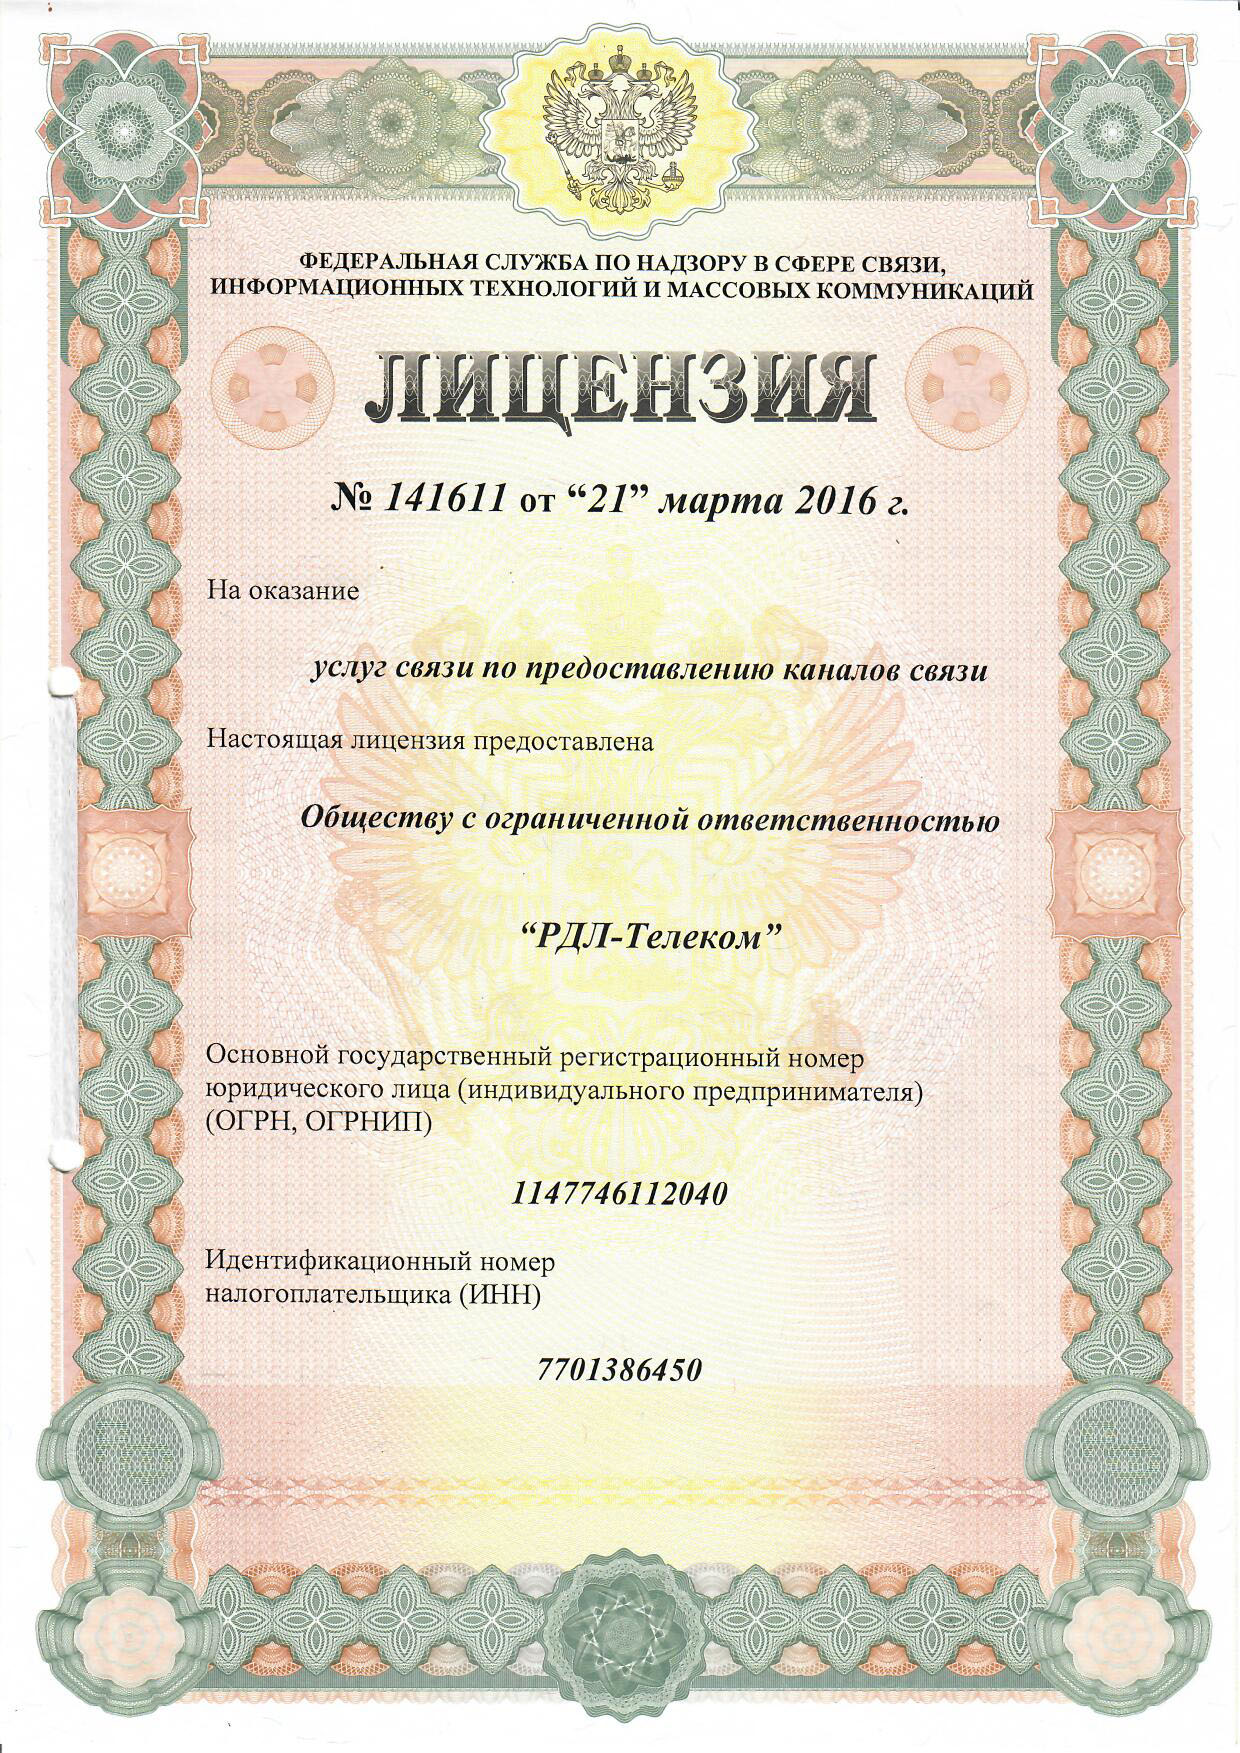 ФЕДЕРАЛЬНАЯ СЛУЖБА ПО НАДЗОРУ В СФЕРЕ СВЯЗИ,
ИНФОРМАЦИОННЫХ ТЕХНОЛОГИЙ И МАССОВЫХ КОММУНИКАЦИЙ
ЛИЦЕНЗИЯ
№ 141611 от “21” марта 2016 г.
На оказание
услуг связи по предоставлению каналов связи
Настоящая лицензия предоставлена
Обществу с ограниченной ответственностью
“РДЛ-Телеком”
Основной государственный регистрационный номер
юридического лица (индивидуального предпринимателя)
(ОГРН, ОГРНИП)
1147746112040
Идентификационный номер
налогоплательщика (ИНН)
7701386450